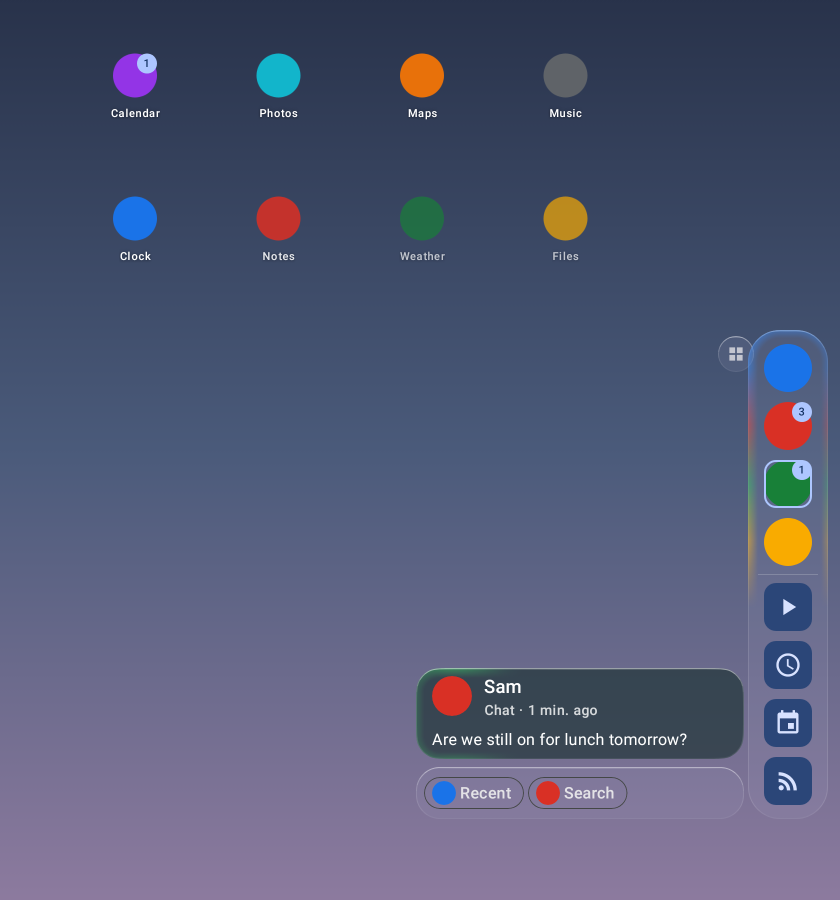 1
Calendar
Photos
Maps
Music
Clock
Notes
Weather
Files
3
1
Sam
Chat · 1 min. ago
Are we still on for lunch tomorrow?
Recent
Search